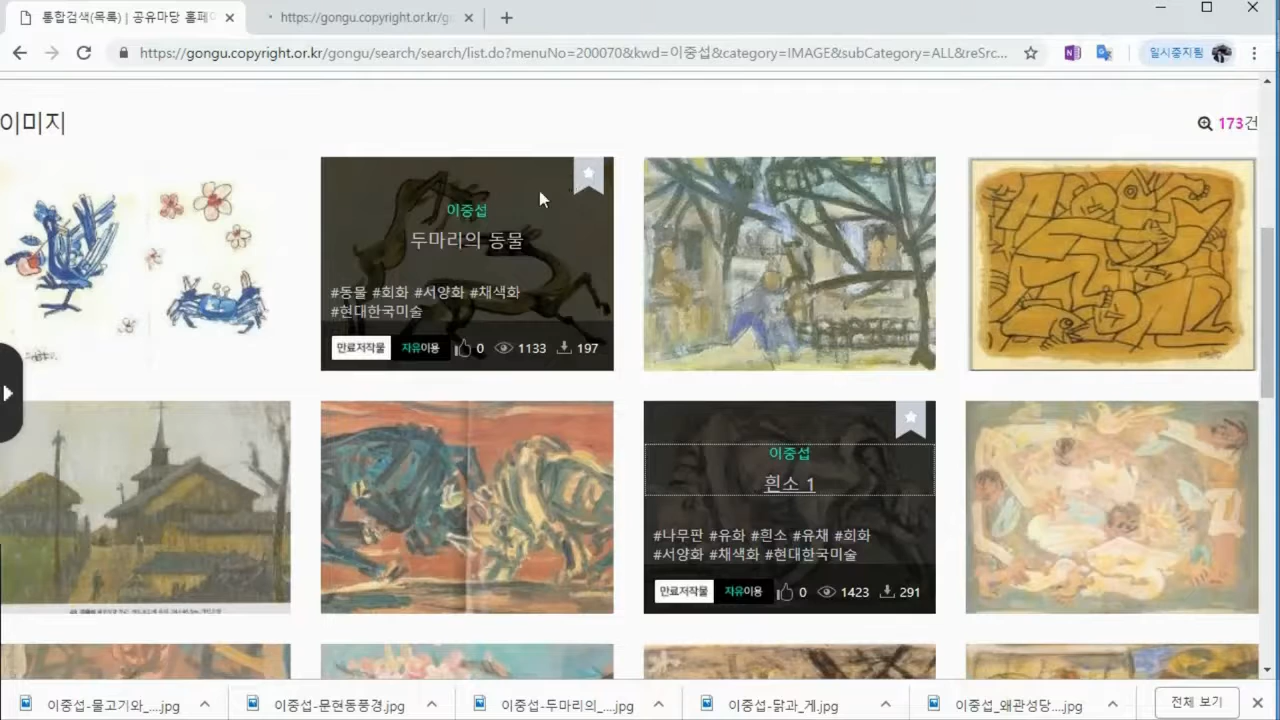 통합검색(목록) | 공유마당 홈페이
https://gongu.copyright.or.kr/go
https://gongu.copyright.or.kr/gongu/search/search/list.do?menuNo=200070&kwd=이중섭&category=IMAGE&subCategory=ALL&reSrc...
일시중지됨
이미지
173건
이중섭
두마리의 동물
#동물 #회화 #서양화 #채색화
#현대한국미술
만료저작물 자유이용 0 1133 197
이중섭
흰소 1
#나무판 #유화 #흰소 #유채 #회화
#서양화 #채색화 #현대한국미술
만료저작물 자유이용 0 1423 291
이중섭-물고기와_....jpg
이중섭-문현동풍경.jpg
이중섭-두마리의_....jpg
이중섭-닭과_게.jpg
이중섭_왜관성당....jpg
전체 보기